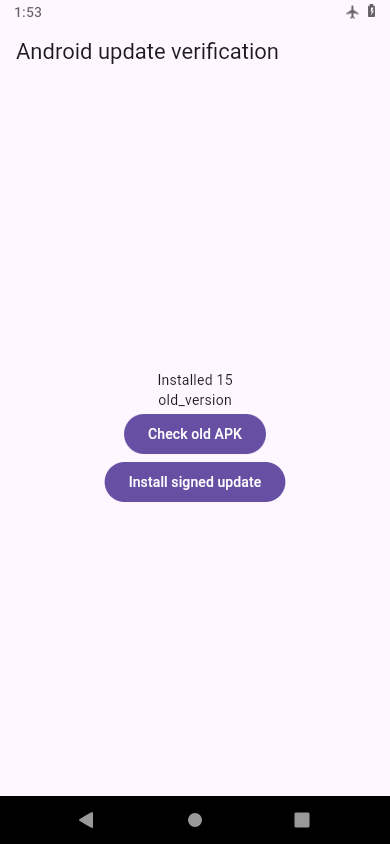 1:53
Android update verification
Installed 15
old_version
Check old APK
Install signed update